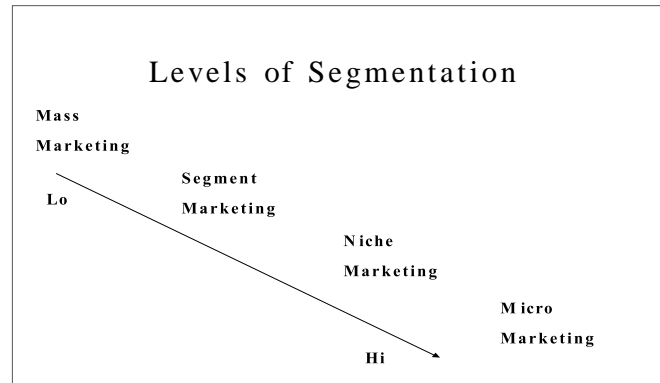 Levels of Segmentation
Mass
Marketing
Lo
Segment
Marketing
Niche
Marketing
Micro
Marketing
Hi